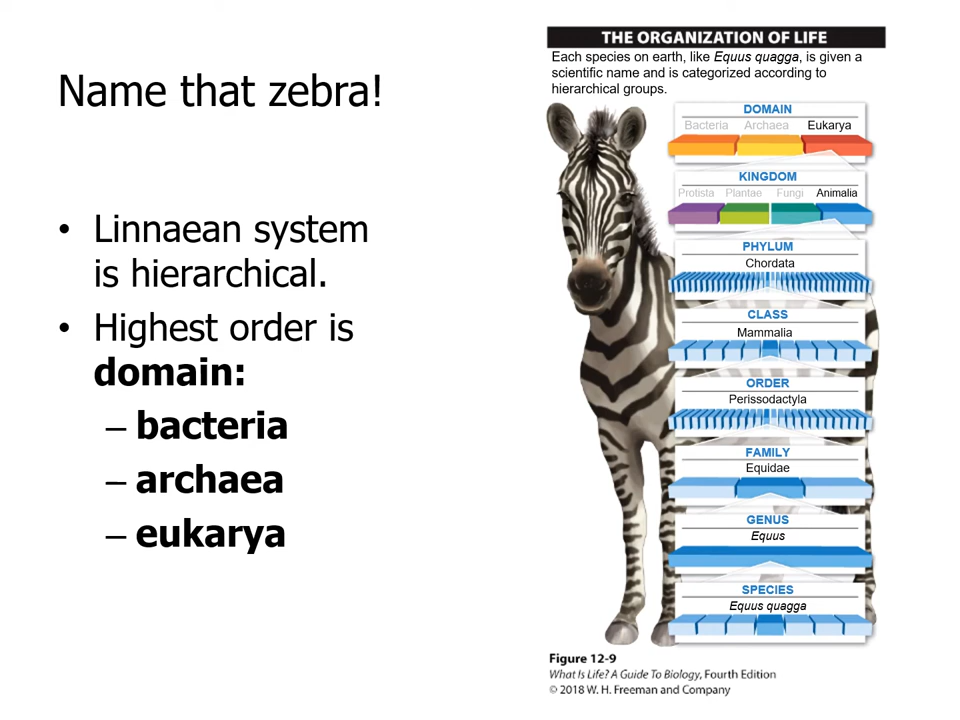 Name that zebra!
• Linnaean system
is hierarchical.
• Highest order is
domain:
– bacteria
– archaea
– eukarya
THE ORGANIZATION OF LIFE
Each species on earth, like Equus quagga, is given a
scientific name and is categorized according to
hierarchical groups.
DOMAIN
Bacteria Archaea Eukarya
KINGDOM
Protista Plantae Fungi Animalia
PHYLUM
Chordata
CLASS
Mammalia
ORDER
Perissodactyla
FAMILY
Equidae
GENUS
Equus
SPECIES
Equus quagga
Figure 12-9
What Is Life? A Guide To Biology, Fourth Edition
© 2018 W. H. Freeman and Company